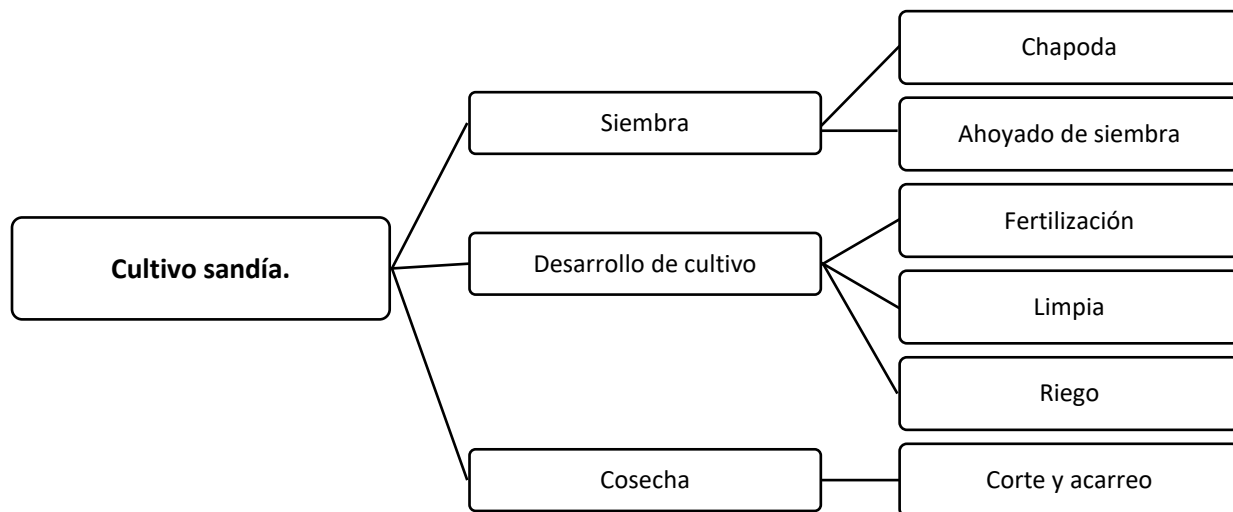 Cultivo sandía.
Siembra
Chapoda
Ahoyado de siembra
Desarrollo de cultivo
Fertilización
Limpia
Riego
Cosecha
Corte y acarreo